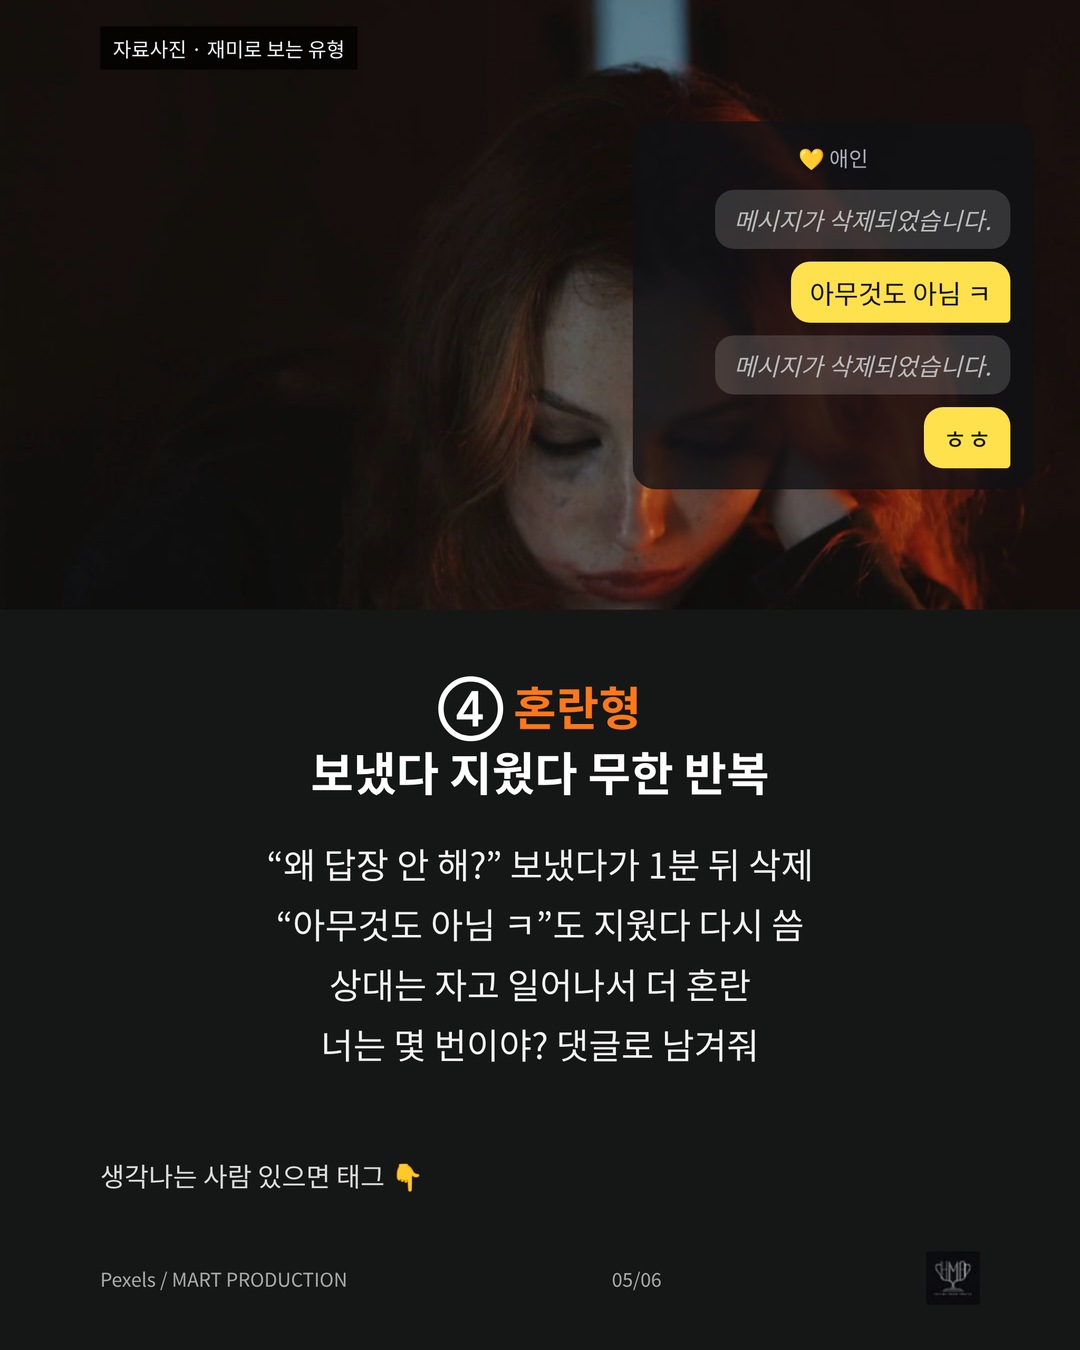 자료사진 · 재미로 보는 유형
💛 애인
메시지가 삭제되었습니다.
아무것도 아님 ㅋ
메시지가 삭제되었습니다.
ㅎㅎ
④ 혼란형
보냈다 지웠다 무한 반복
“왜 답장 안 해?” 보냈다가 1분 뒤 삭제
“아무것도 아님 ㅋ”도 지웠다 다시 씀
상대는 자고 일어나서 더 혼란
너는 몇 번이야? 댓글로 남겨줘
생각나는 사람 있으면 태그 👇
Pexels / MART PRODUCTION
05/06